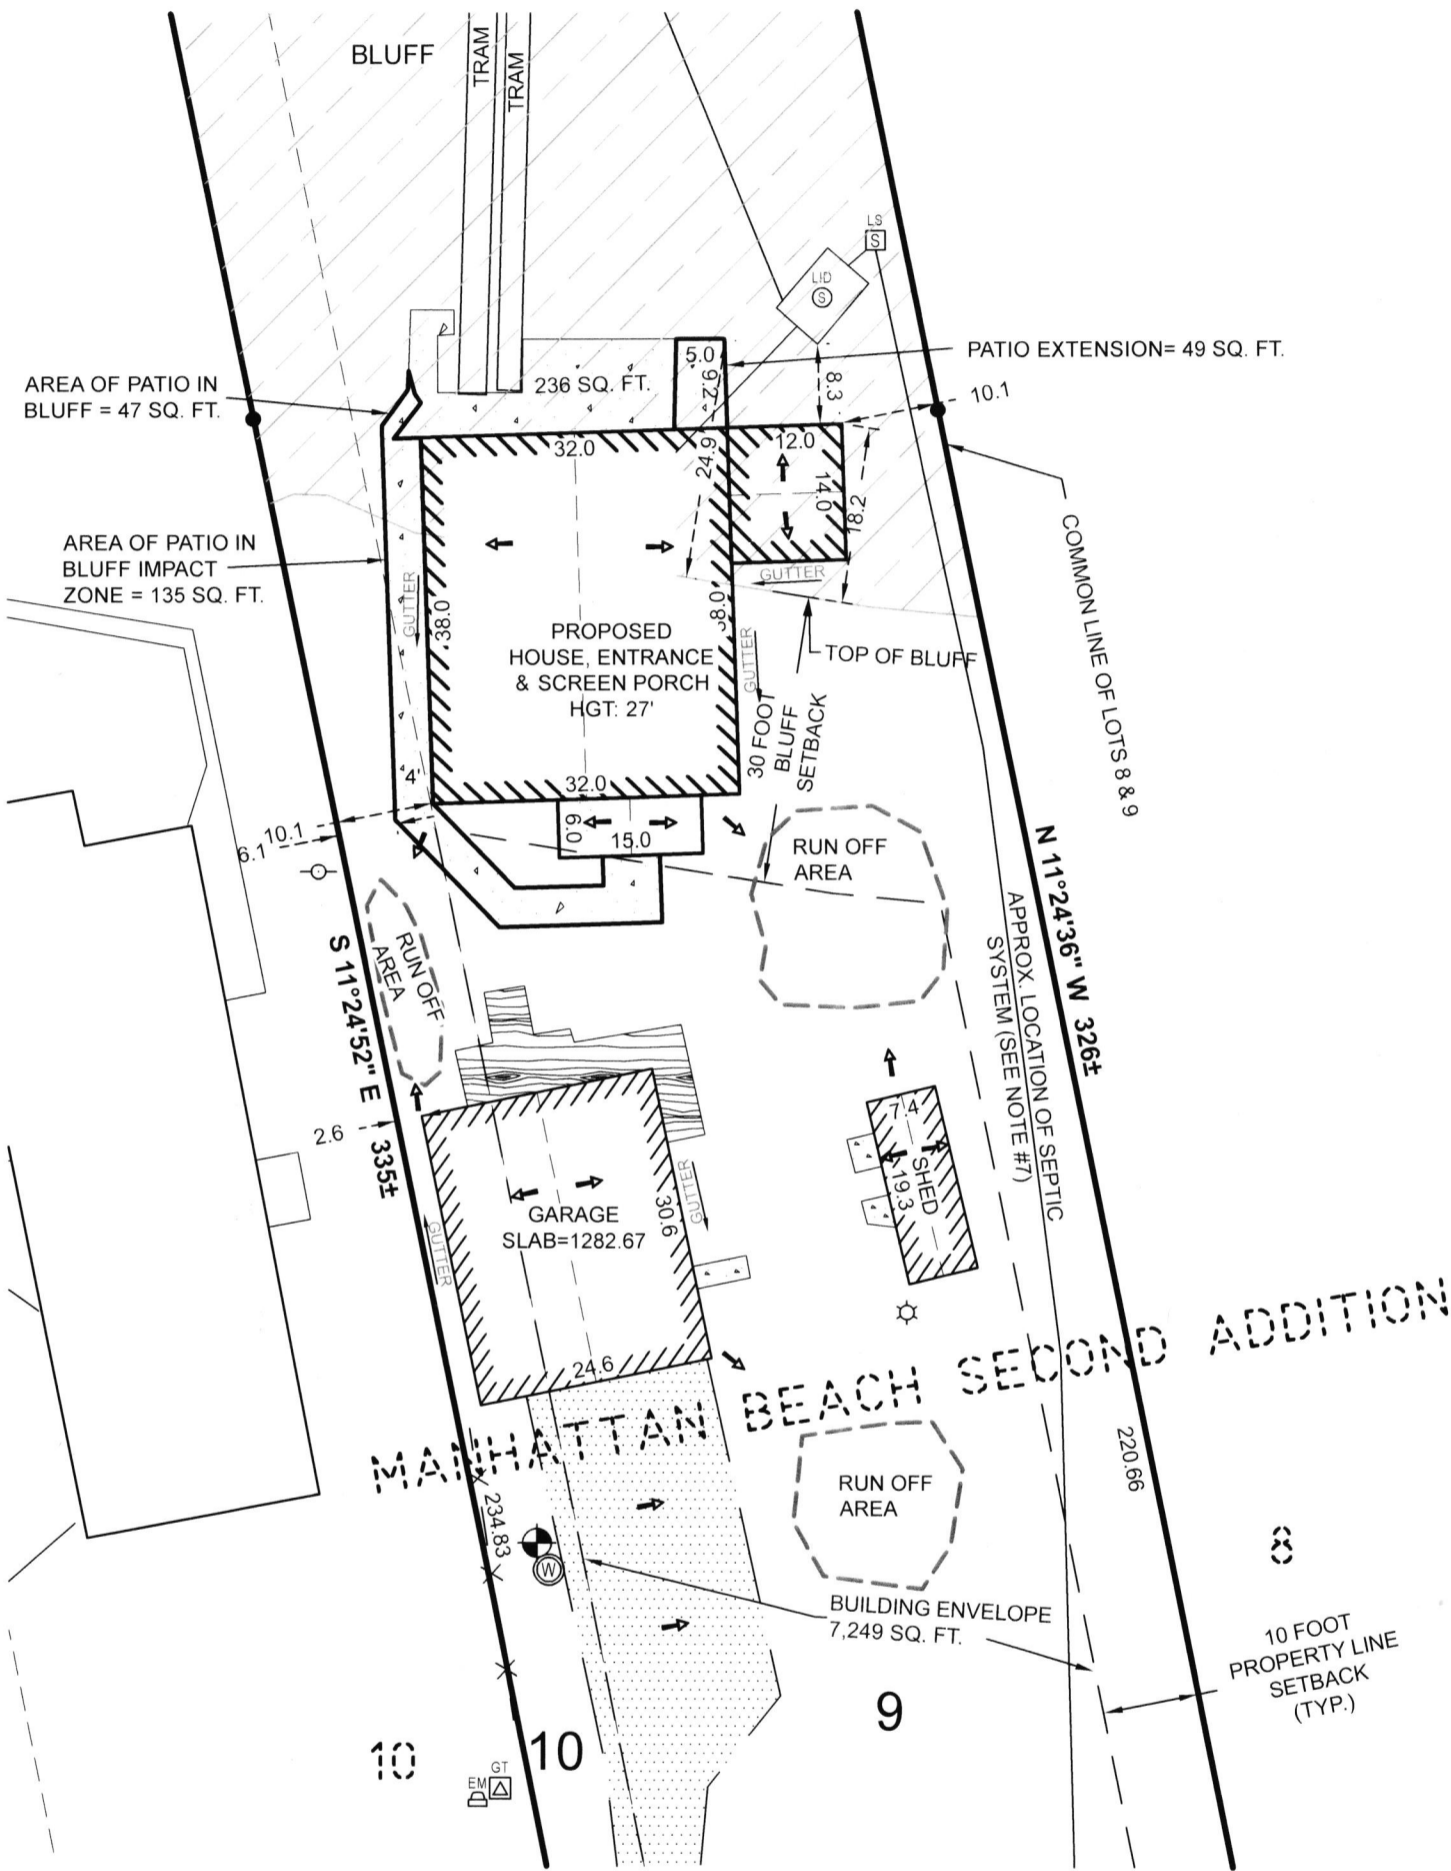 BLUFF
TRAM
TRAM
LS
S
LID
S
PATIO EXTENSION= 49 SQ. FT.
5.0
9.2
236 SQ. FT.
8.3
10.1
AREA OF PATIO IN
BLUFF = 47 SQ. FT.
32.0
24.9
12.0
14.0
18.2
AREA OF PATIO IN
BLUFF IMPACT
ZONE = 135 SQ. FT.
GUTTER
GUTTER
38.0
38.0
PROPOSED
HOUSE, ENTRANCE
& SCREEN PORCH
HGT: 27'
GUTTER
TOP OF BLUFF
COMMON LINE OF LOTS 8 & 9
30 FOOT
BLUFF
SETBACK
4'
32.0
6.0
15.0
10.1
6.1
RUN OFF
AREA
N 11°24'36" W 326±
APPROX. LOCATION OF SEPTIC
SYSTEM (SEE NOTE #7)
RUN OFF
AREA
S 11°24'52" E 335±
2.6
7.4
SHED
19.3
GUTTER
30.6
GARAGE
SLAB=1282.67
GUTTER
24.6
MANHATTAN BEACH SECOND ADDITION
220.66
234.83
W
RUN OFF
AREA
8
BUILDING ENVELOPE
7,249 SQ. FT.
10 FOOT
PROPERTY LINE
SETBACK
(TYP.)
9
10
10
GT
EM